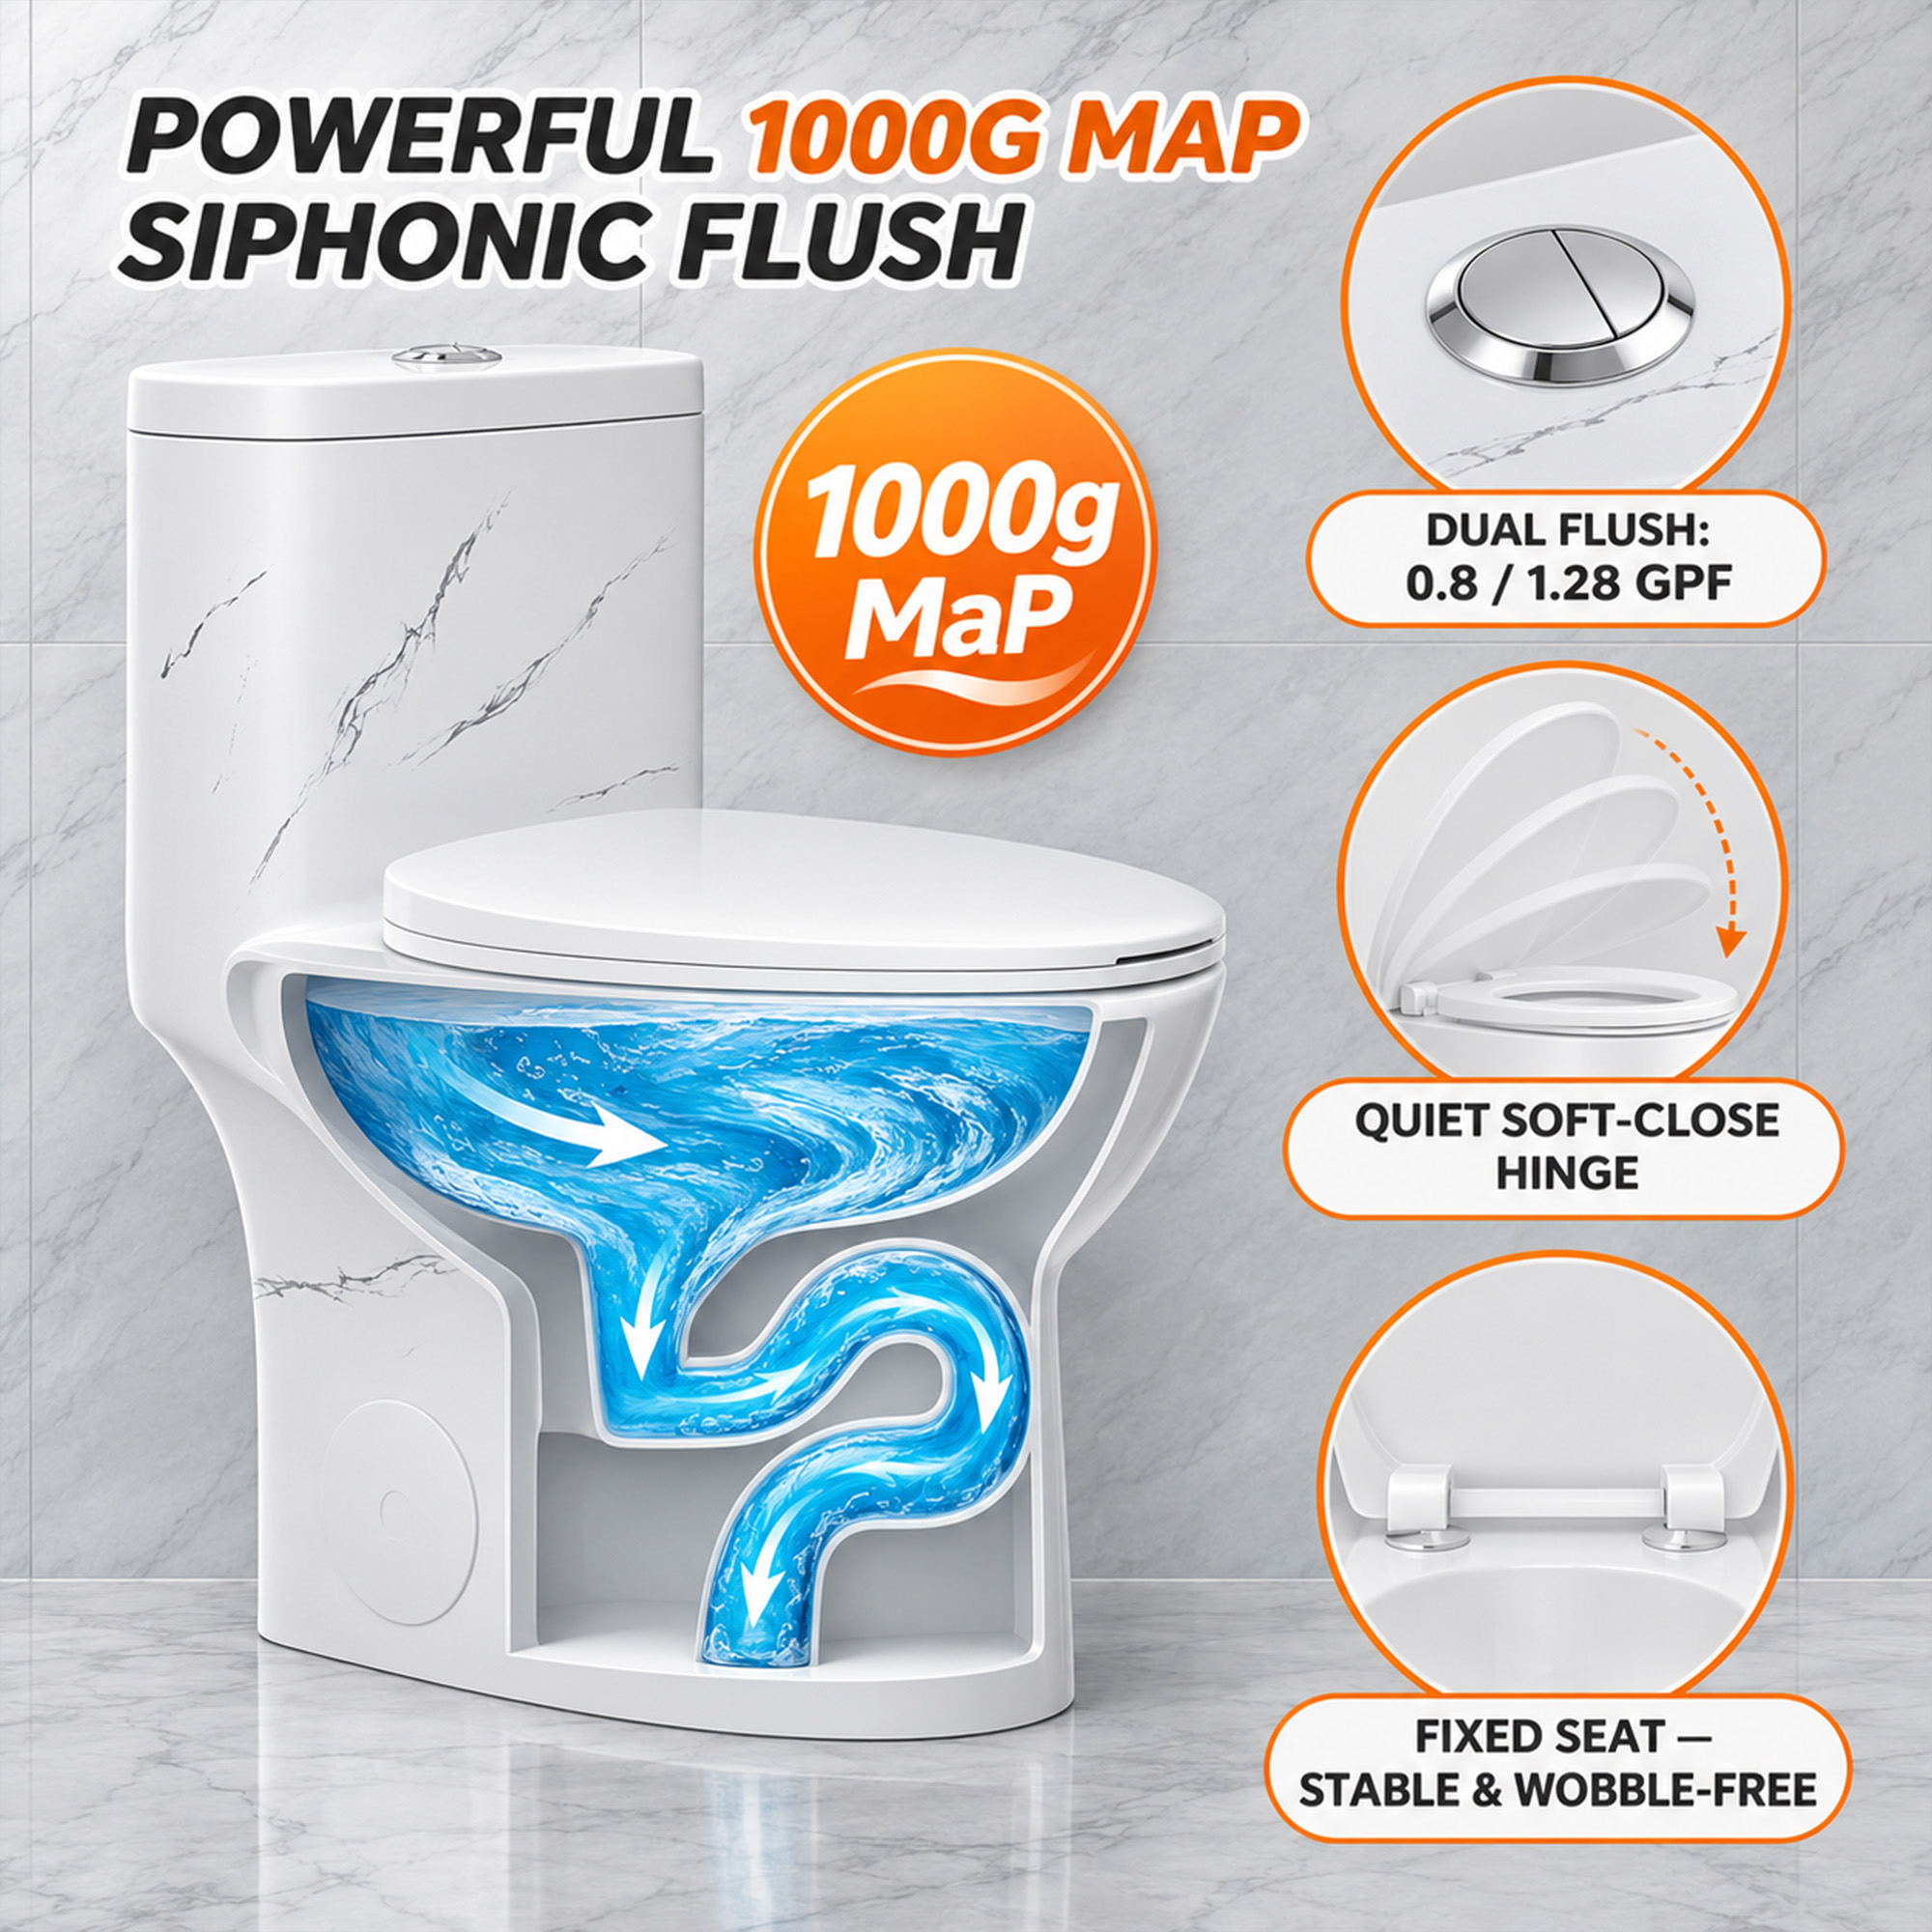 POWERFUL 1000G MAP
SIPHONIC FLUSH
1000g
MaP
DUAL FLUSH:
0.8 / 1.28 GPF
QUIET SOFT-CLOSE
HINGE
FIXED SEAT —
STABLE & WOBBLE-FREE